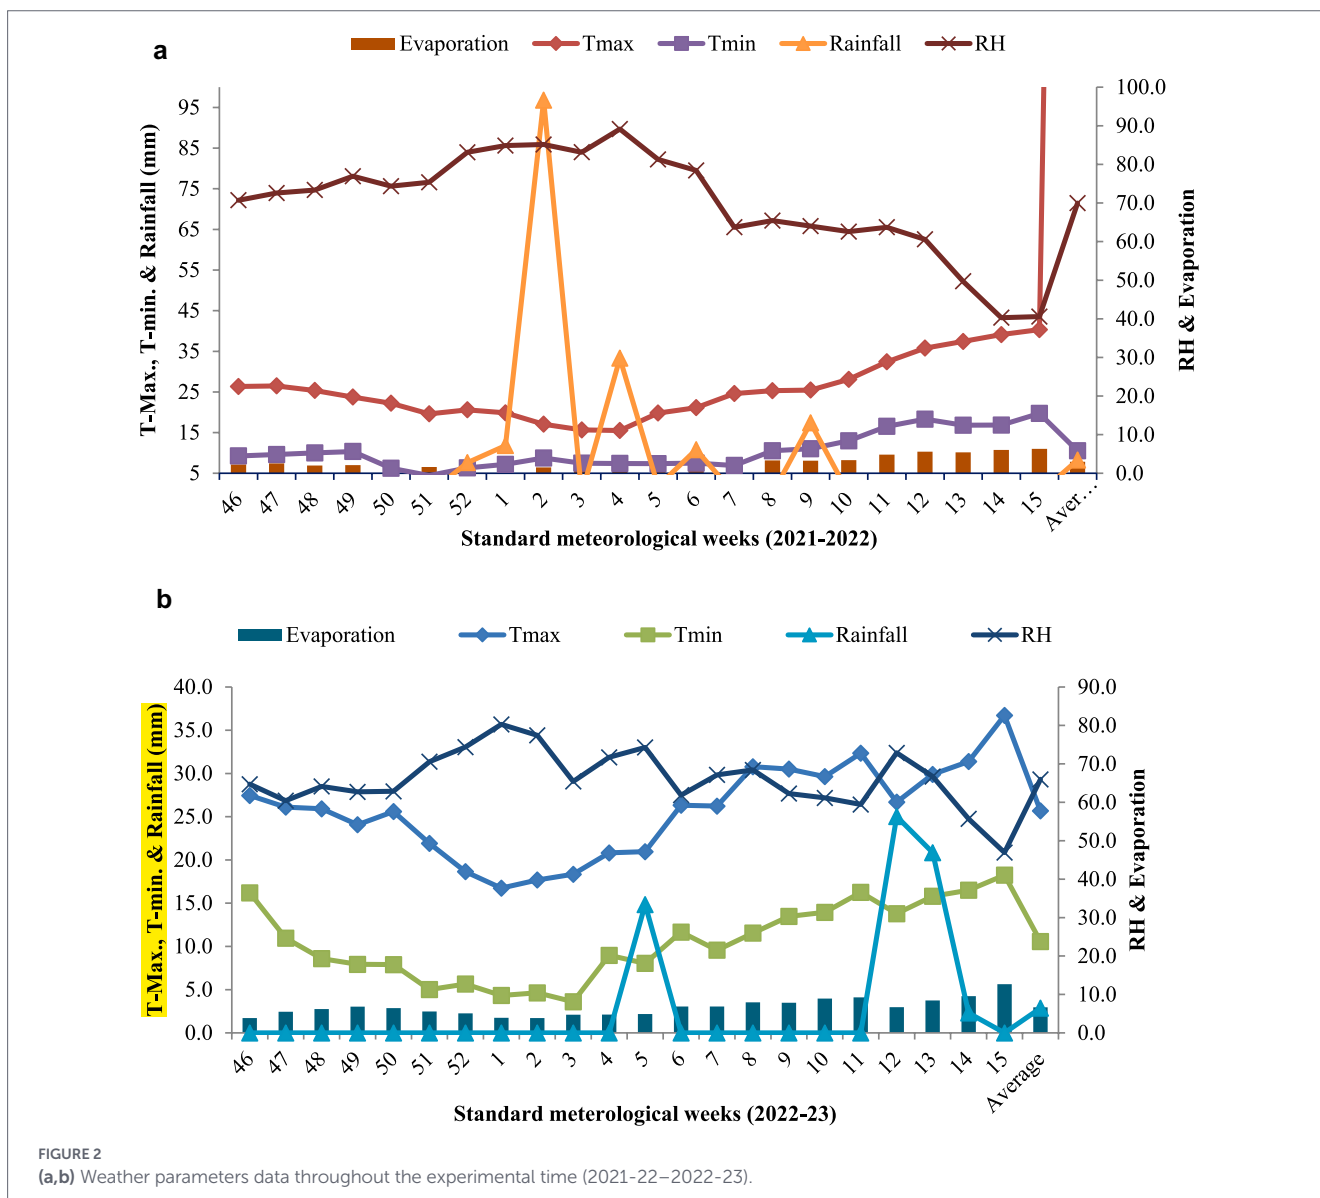 a
Evaporation Tmax Tmin Rainfall RH
T-Max., T-min. & Rainfall (mm)
95
85
75
65
55
45
35
25
15
5
100.0
90.0
80.0
70.0
60.0
50.0
40.0
30.0
20.0
10.0
0.0
RH & Evaporation
46 47 48 49 50 51 52 1 2 3 4 5 6 7 8 9 10 11 12 13 14 15 Aver…
Standard meteorological weeks (2021-2022)
b
Evaporation Tmax Tmin Rainfall RH
T-Max., T-min. & Rainfall (mm)
40.0
35.0
30.0
25.0
20.0
15.0
10.0
5.0
0.0
90.0
80.0
70.0
60.0
50.0
40.0
30.0
20.0
10.0
0.0
RH & Evaporation
46 47 48 49 50 51 52 1 2 3 4 5 6 7 8 9 10 11 12 13 14 15 Average
Standard meterological weeks (2022-23)
FIGURE 2
(a,b) Weather parameters data throughout the experimental time (2021-22–2022-23).